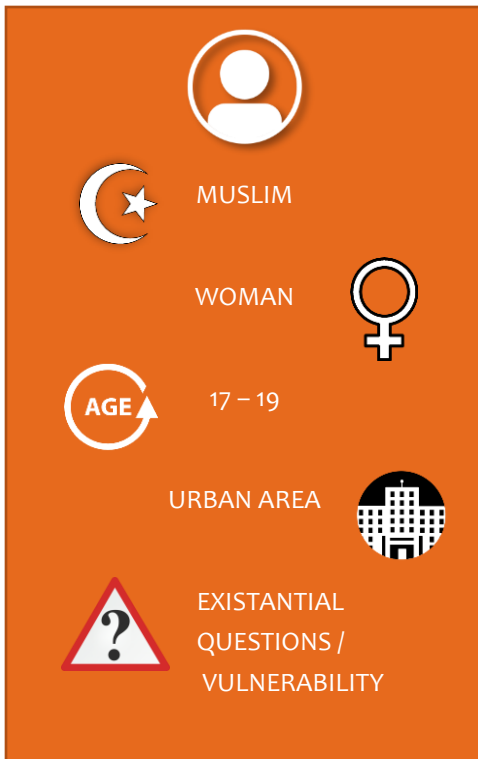 MUSLIM
WOMAN
AGE
17 – 19
URBAN AREA
?
EXISTANTIAL
QUESTIONS /
VULNERABILITY